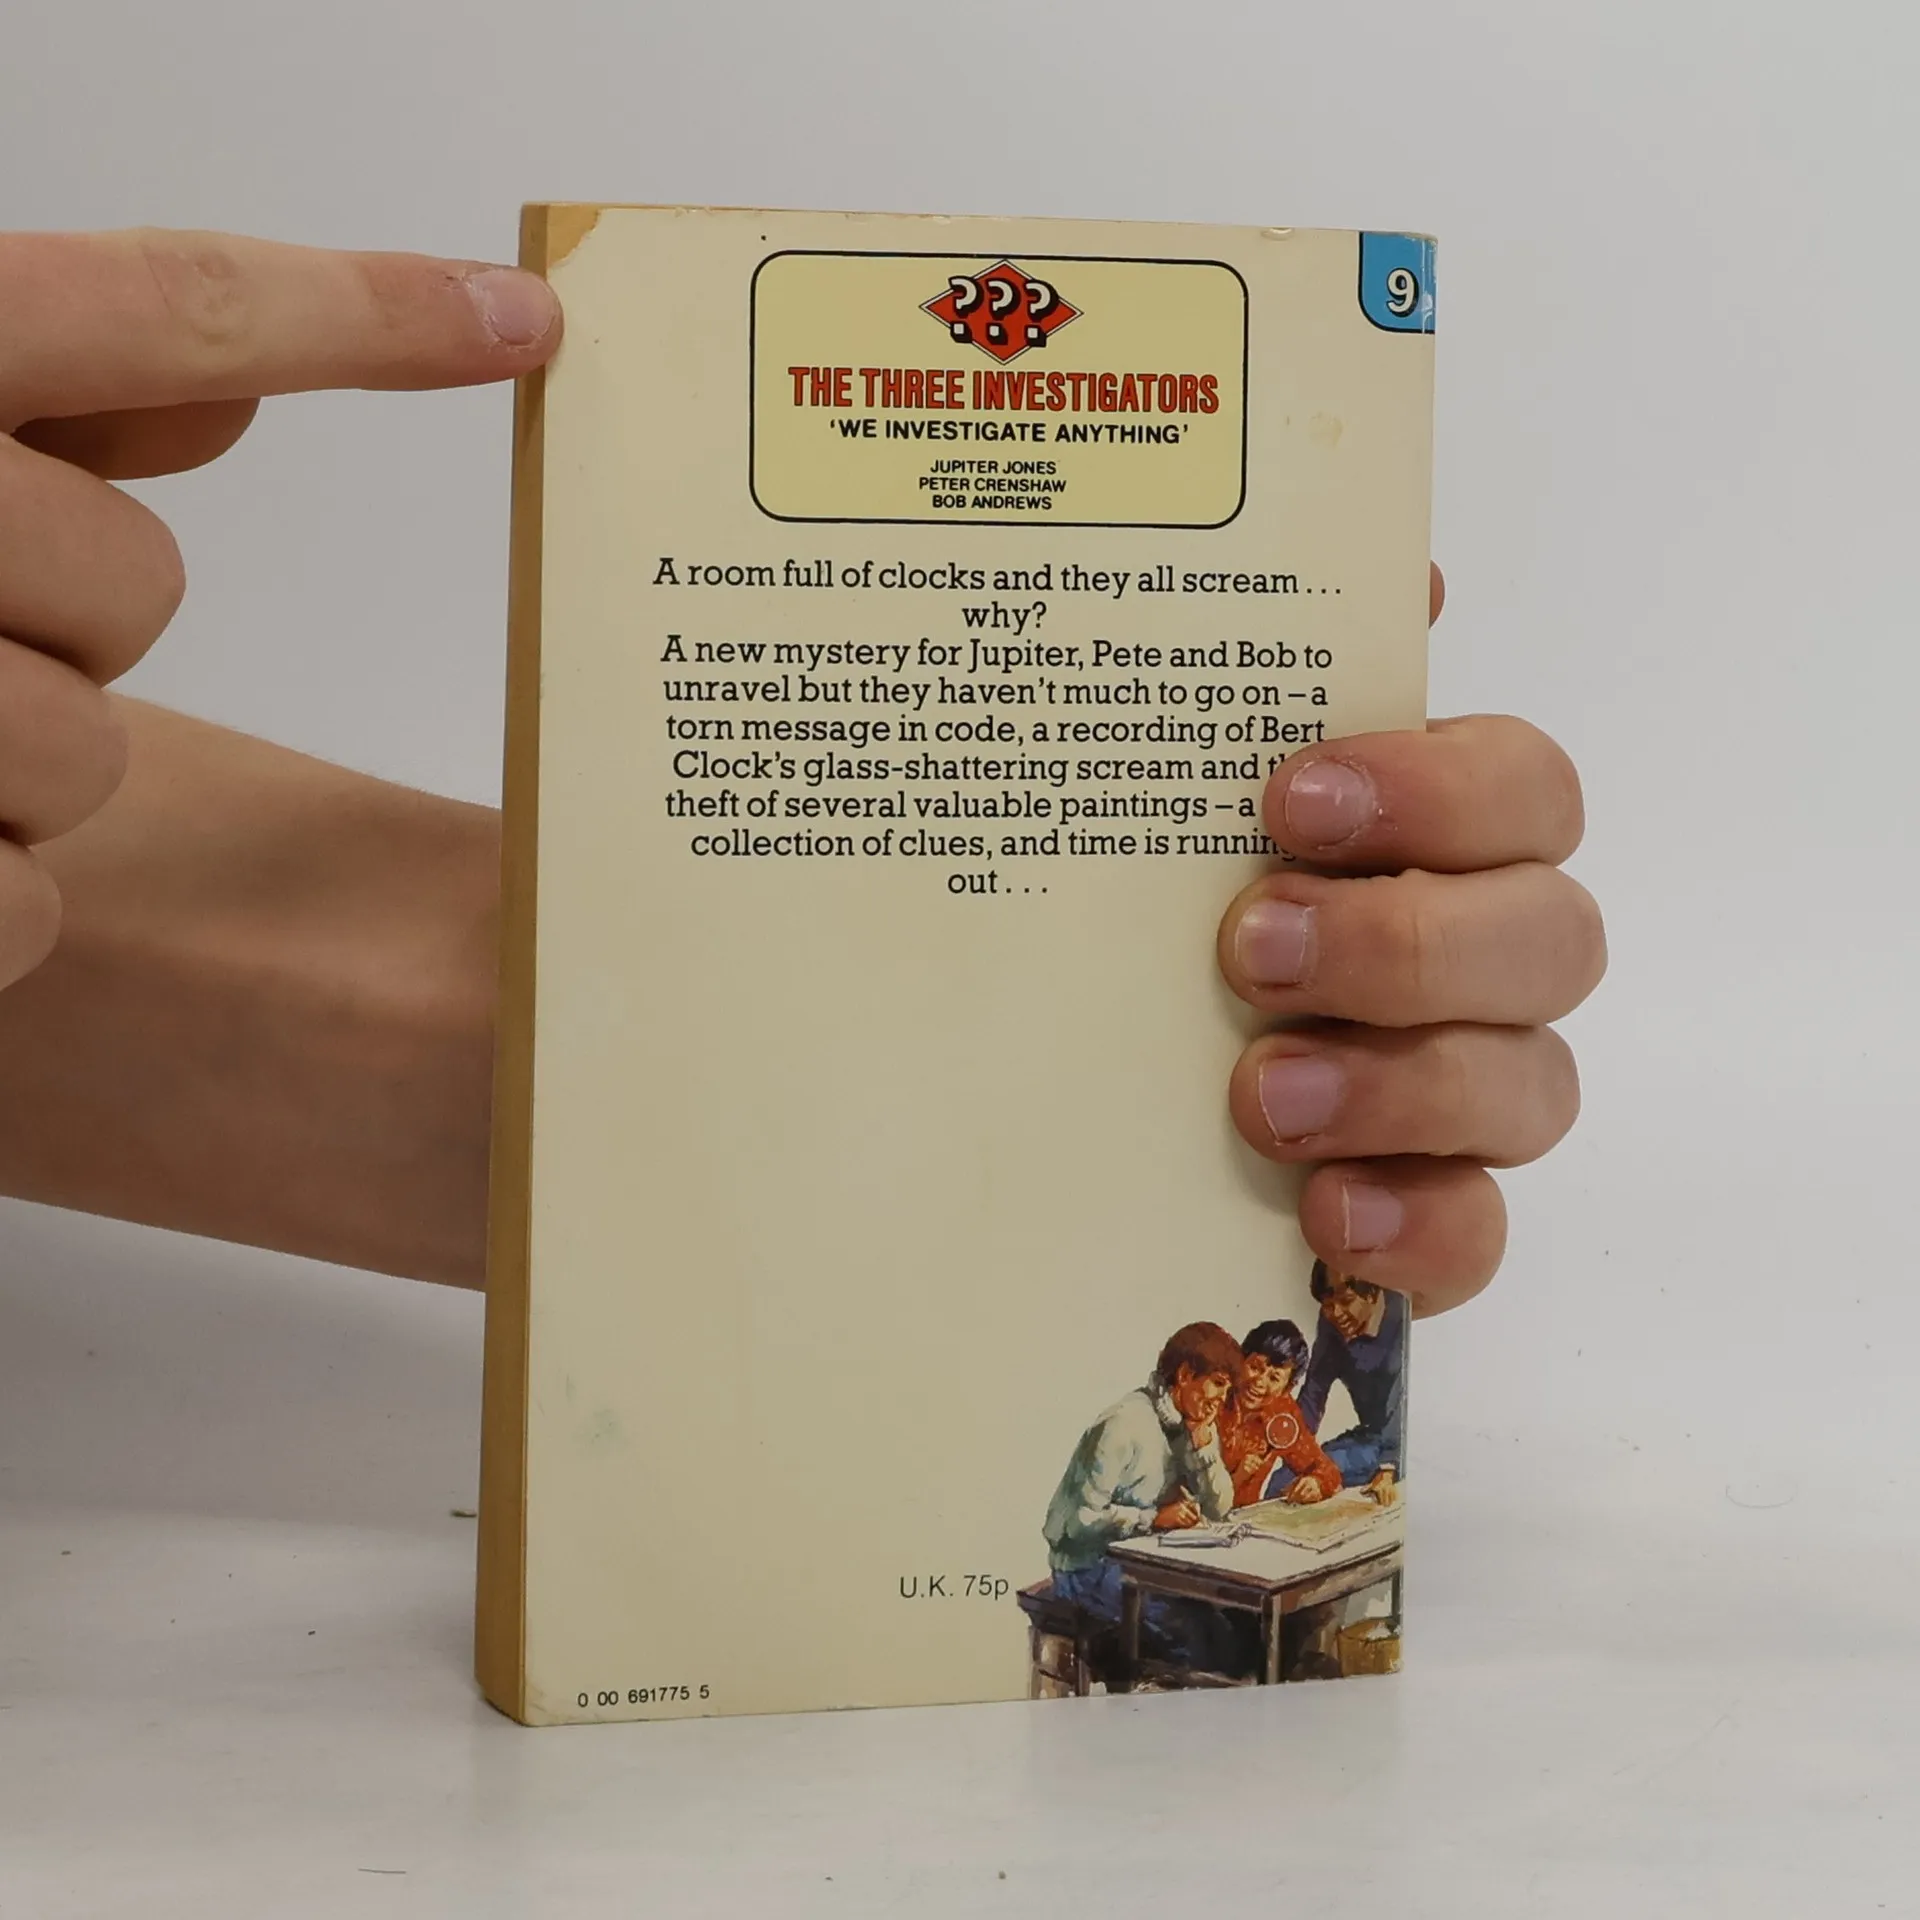 9
???
THE THREE INVESTIGATORS
‘WE INVESTIGATE ANYTHING’
JUPITER JONES
PETER CRENSHAW
BOB ANDREWS
A room full of clocks and they all scream...
why?
A new mystery for Jupiter, Pete and Bob to
unravel but they haven’t much to go on – a
torn message in code, a recording of Bert
Clock’s glass-shattering scream and
theft of several valuable paintings – a
collection of clues, and time is running
out...
U.K. 75p
0 00 691775 5